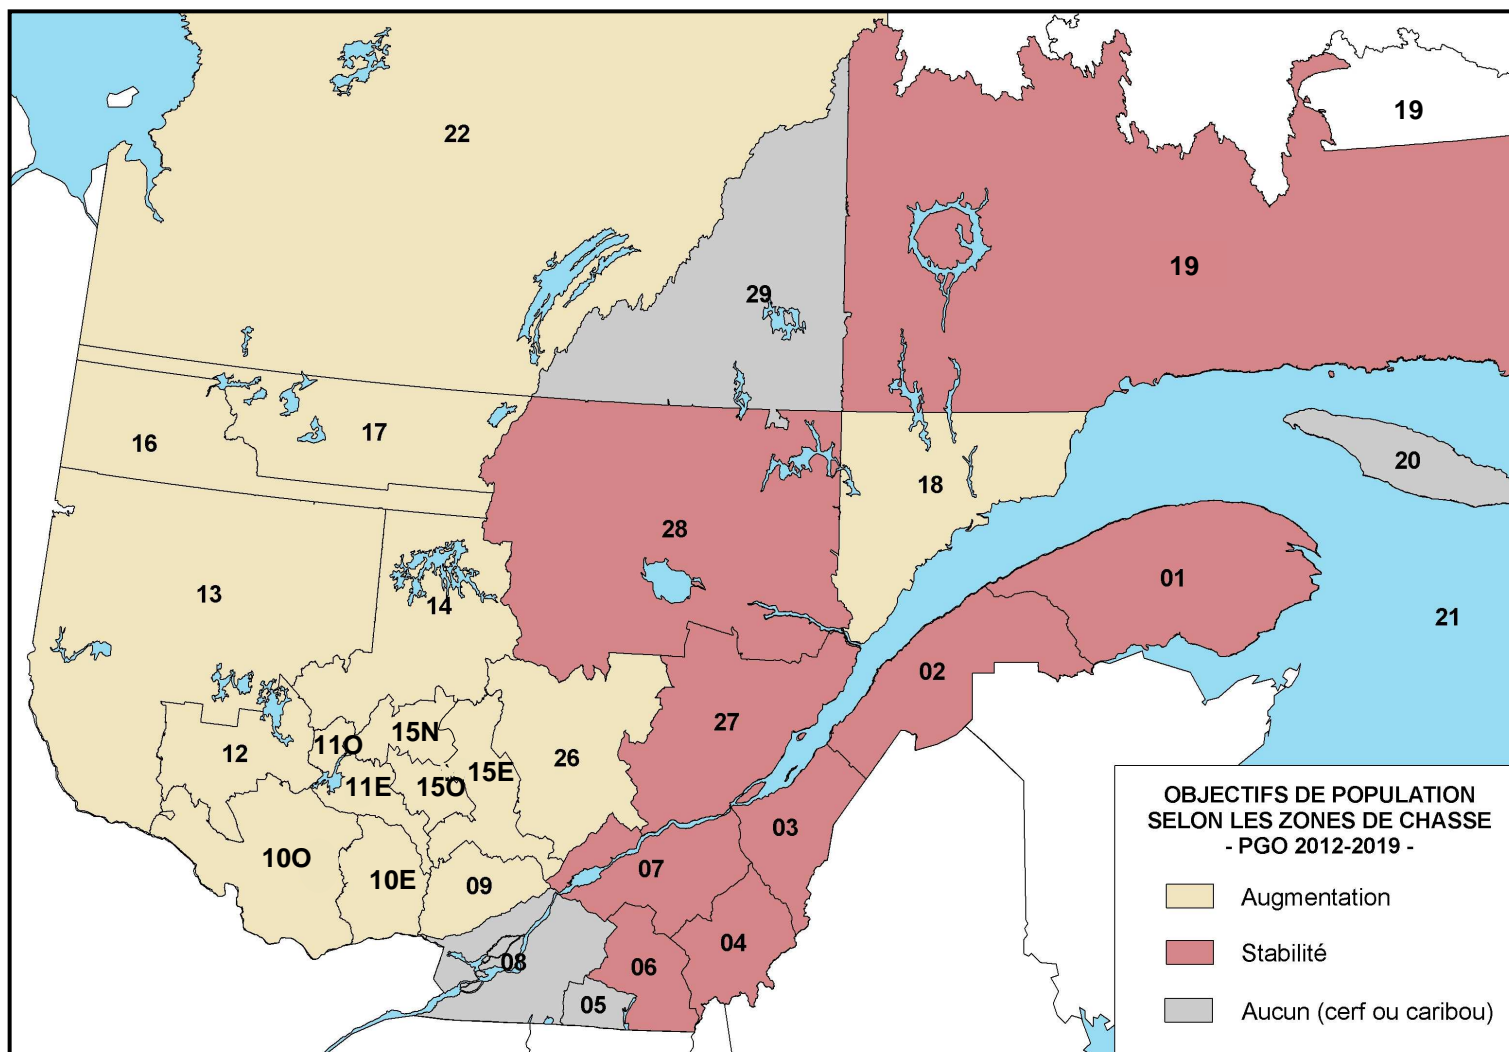 22
19
19
29
16
17
18
20
28
13
14
01
21
02
27
12
11O
15N
26
15E
11E
15O
03
10O
10E
09
07
08
04
06
05
OBJECTIFS DE POPULATION
SELON LES ZONES DE CHASSE
- PGO 2012-2019 -
Augmentation
Stabilité
Aucun (cerf ou caribou)